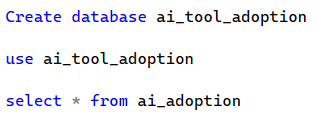 Create database ai_tool_adoption
use ai_tool_adoption
select * from ai_adoption